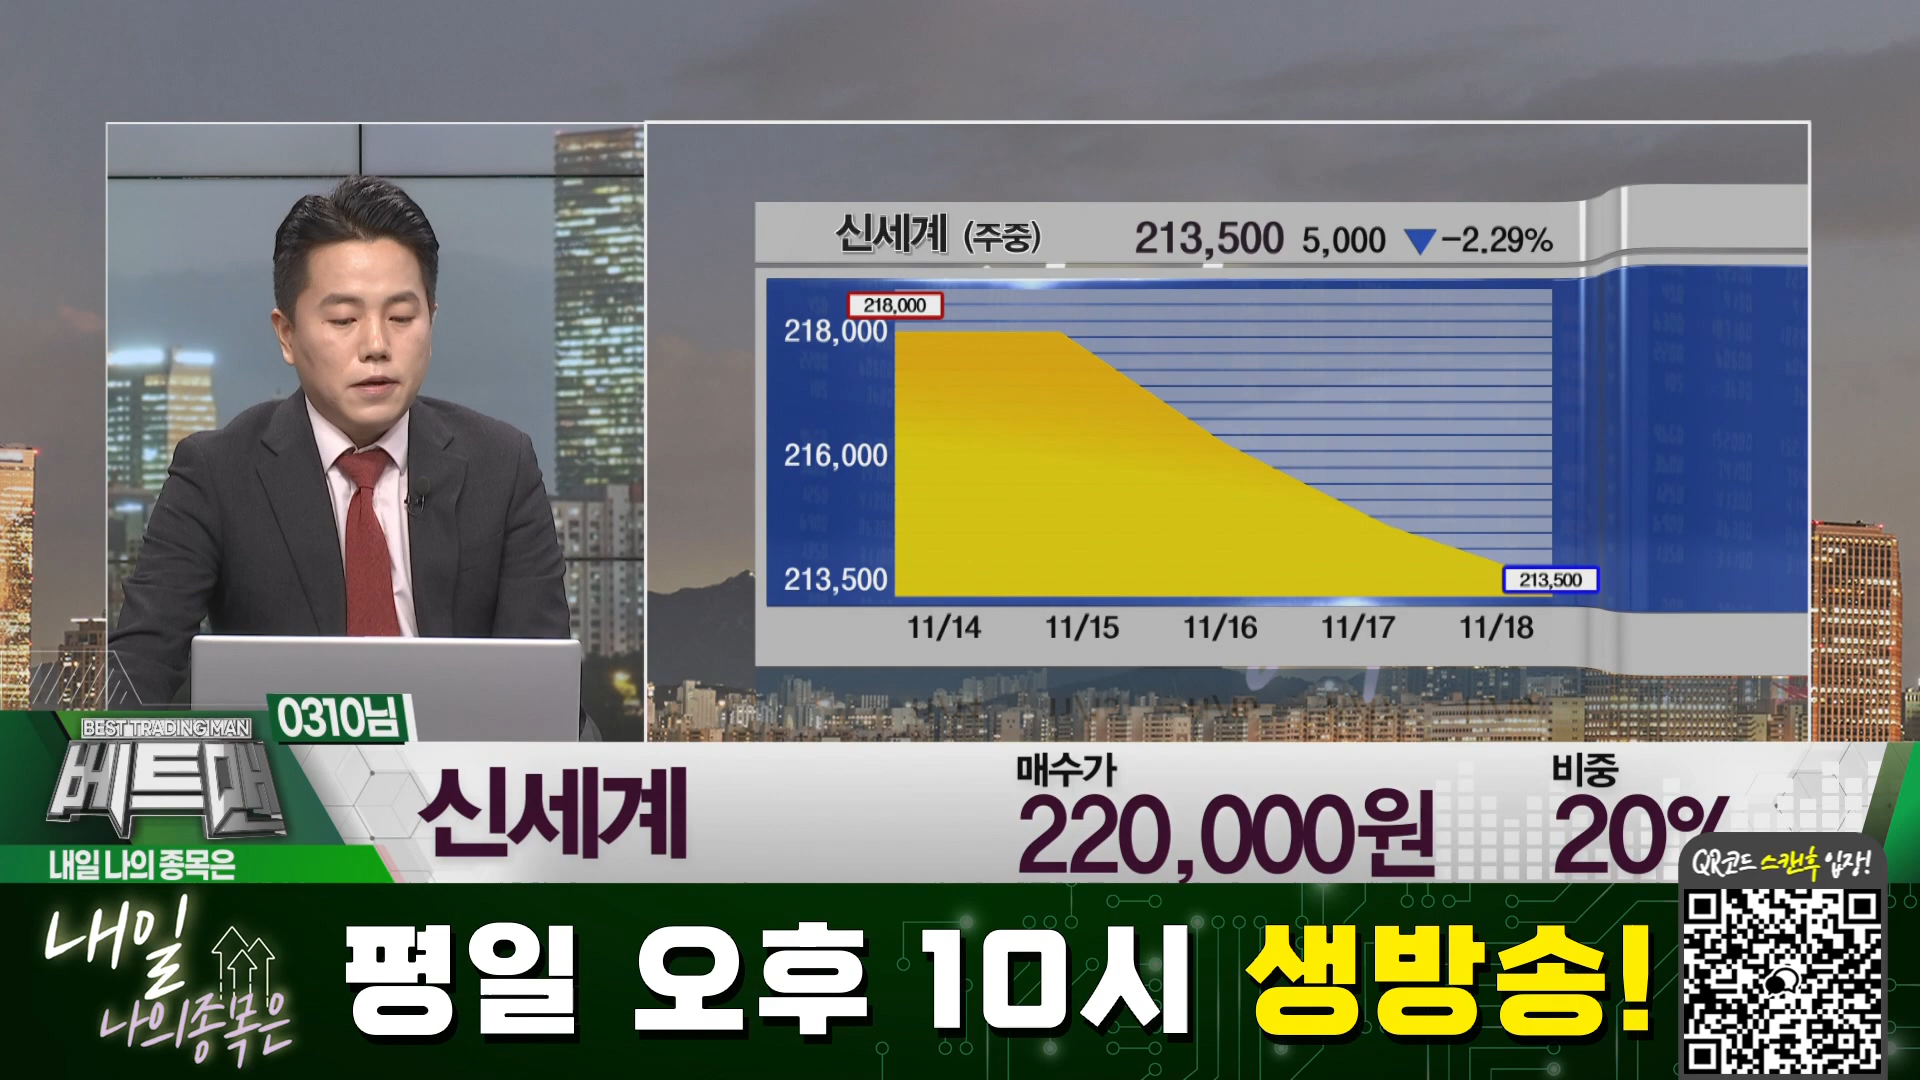 신세계 (주중) 213,500 5,000 ▼-2.29%
218,000
218,000
216,000
213,500
213,500
11/14 11/15 11/16 11/17 11/18
0310님
BEST TRADING MAN
베트맨
내일 나의 종목은
신세계
매수가
220,000원
비중
20%
QR코드 스캔 후 입장!
내일
나의종목은
평일 오후 10시 생방송!